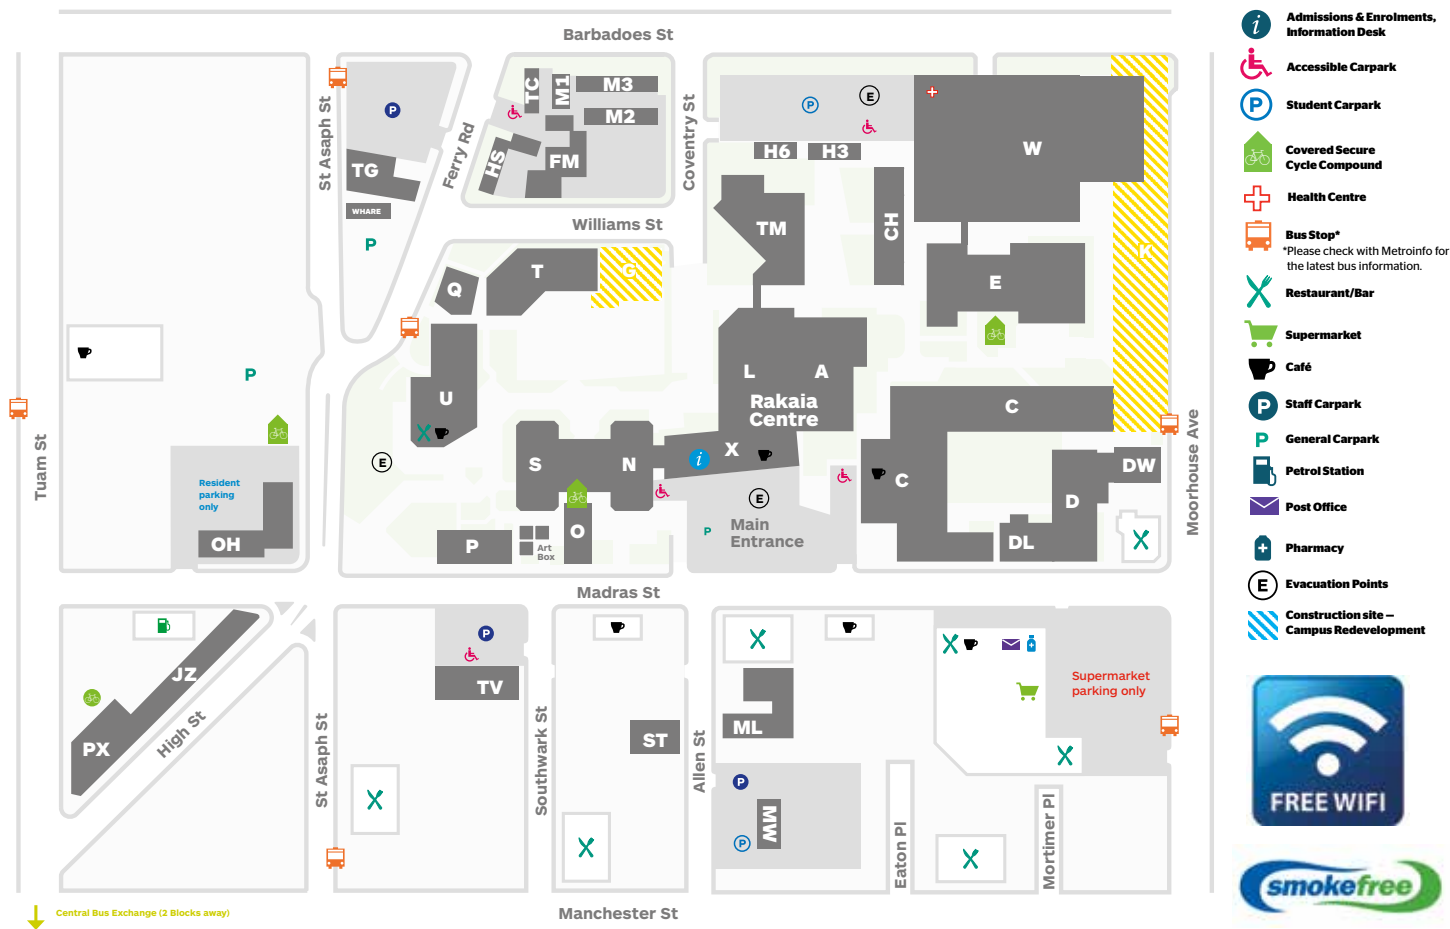 Barbadoes St
St Asaph St
P
TG
WHARE
P
Ferry Rd
TC
M1
M3
M2
HS
FM
Williams St
Coventry St
P
E
H6
H3
W
TM
CH
E
K
Q
T
G
U
E
P
Tuam St
Resident
parking
only
OH
S
N
O
P
Art
Box
L
A
Rakaia
Centre
i
X
E
P
Main
Entrance
C
C
D
DW
DL
Moorhouse Ave
Madras St
JZ
PX
High St
St Asaph St
P
TV
Southwark St
ST
Allen St
ML
P
MW
P
Eaton Pl
Mortimer Pl
Supermarket
parking only
Manchester St
Central Bus Exchange (2 Blocks away)
i
Admissions & Enrolments,
Information Desk
Accessible Carpark
P
Student Carpark
Covered Secure
Cycle Compound
Health Centre
Bus Stop*
*Please check with Metroinfo for
the latest bus information.
Restaurant/Bar
Supermarket
Café
P
Staff Carpark
P
General Carpark
Petrol Station
Post Office
Pharmacy
E
Evacuation Points
Construction site –
Campus Redevelopment
FREE WIFI
smokefree